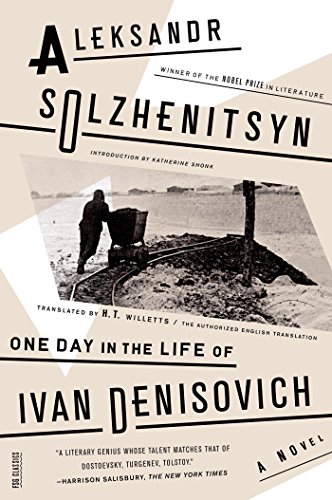 ALEKSANDR
WINNER OF THE NOBEL PRIZE IN LITERATURE
SOLZHENITSYN
INTRODUCTION BY KATHERINE SHONK
TRANSLATED BY H.T. WILLETTS / THE AUTHORIZED ENGLISH TRANSLATION
ONE DAY IN THE LIFE OF
IVAN DENISOVICH
A NOVEL
"A LITERARY GENIUS WHOSE TALENT MATCHES THAT OF
DOSTOEVSKY, TURGENEV, TOLSTOY."
—HARRISON SALISBURY, THE NEW YORK TIMES
FSG CLASSICS